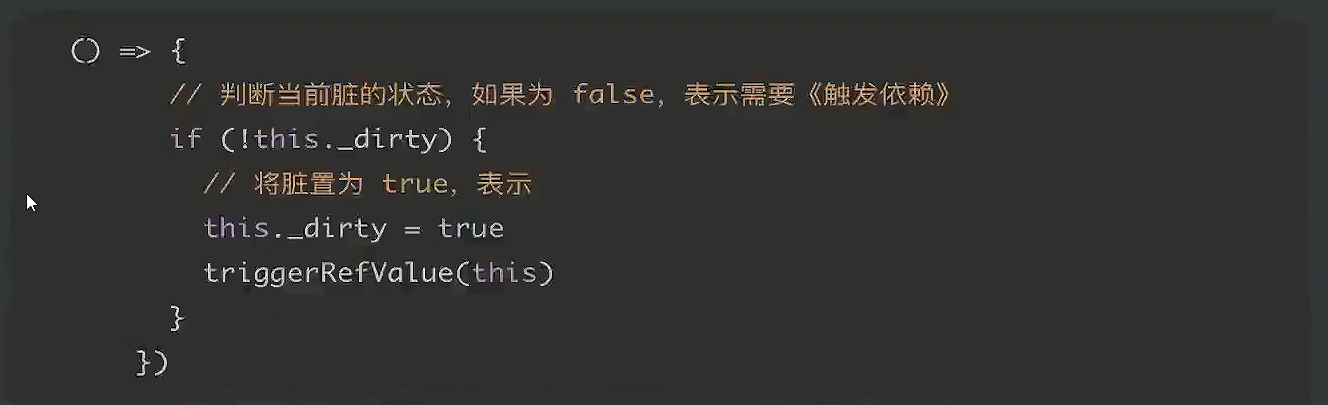 () => {
// 判断当前脏的状态，如果为 false，表示需要《触发依赖》
if (!this._dirty) {
// 将脏置为 true，表示
this._dirty = true
triggerRefValue(this)
}
})